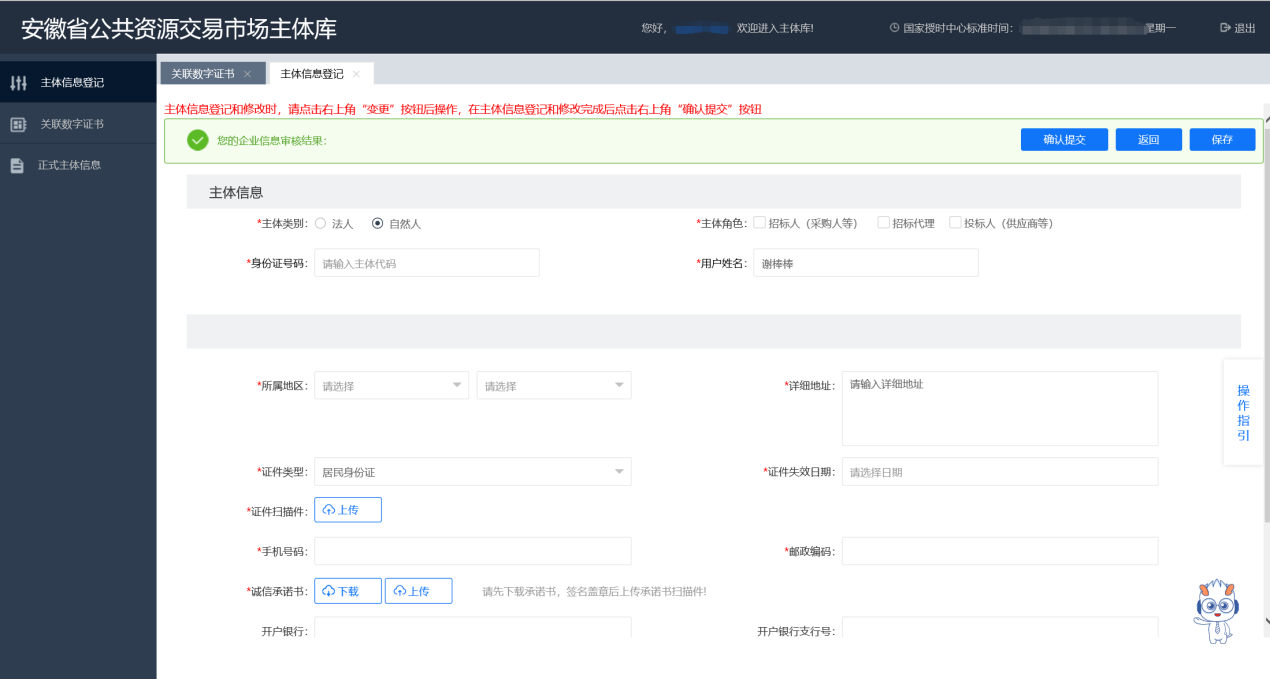 安徽省公共资源交易市场主体库
您好， 欢迎进入主体库!
国家授时中心标准时间： 星期一
退出
主体信息登记
关联数字证书
正式主体信息
关联数字证书 ×
主体信息登记 ×
主体信息登记和修改时，请点击右上角“变更”按钮后操作，在主体信息登记和修改完成后点击右上角“确认提交”按钮
您的企业信息审核结果：
确认提交 返回 保存
主体信息
*主体类别： 法人 自然人
*主体角色： 招标人（采购人等） 招标代理 投标人（供应商等）
*身份证号码： 请输入主体代码
*用户姓名： 谢棒棒
*所属地区： 请选择 请选择
*详细地址： 请输入详细地址
*证件类型： 居民身份证
*证件失效日期： 请选择日期
*证件扫描件： 上传
*手机号码：
*邮政编码：
*诚信承诺书： 下载 上传 请先下载承诺书，签名盖章后上传承诺书扫描件!
开户银行：
开户银行支行号：
操
作
指
引